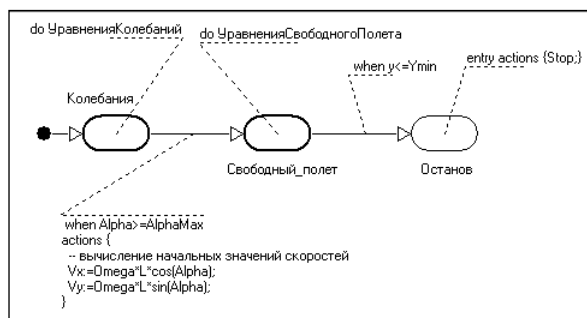 do УравненияКолебаний
do УравненияСвободногоПолета
when y<=Ymin
entry actions {Stop;}
Колебания
Свободный_полет
Останов
when Alpha>=AlphaMax
actions {
-- вычисление начальных значений скоростей
Vx:=Omega*L*cos(Alpha);
Vy:=Omega*L*sin(Alpha);
}